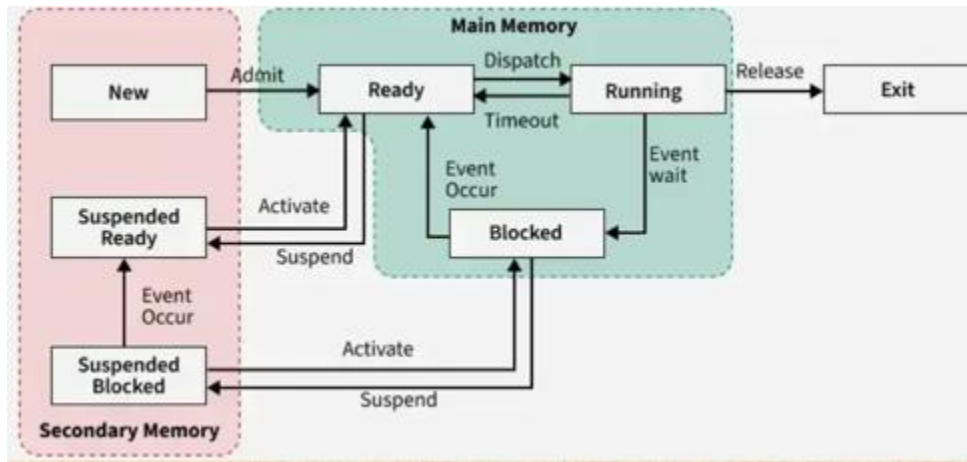 Main Memory
New
Admit
Ready
Dispatch
Timeout
Running
Release
Exit
Event
Occur
Event
wait
Blocked
Suspended
Ready
Activate
Suspend
Event
Occur
Suspended
Blocked
Activate
Suspend
Secondary Memory